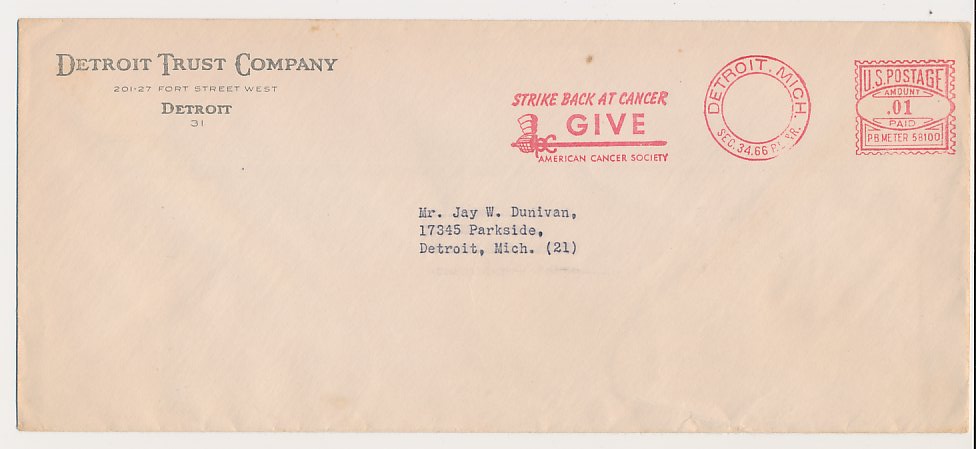 DETROIT TRUST COMPANY
201-27 FORT STREET WEST
DETROIT
31
STRIKE BACK AT CANCER
GIVE
AMERICAN CANCER SOCIETY
DETROIT, MICH.
SEC. 34.66 P.L.&R.
U.S. POSTAGE
AMOUNT
.01
PAID
P.B. METER 58100
Mr. Jay W. Dunivan,
17345 Parkside,
Detroit, Mich. (21)